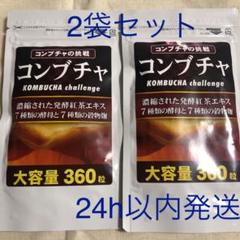 2袋セット
コンブチャの挑戦
コンブチャ
KOMBUCHA challenge
濃縮された発酵紅茶エキス
7種類の酵母と7種類の穀物麹
大容量 360粒
コンブチャの挑戦
コンブチャ
KOMBUCHA challenge
濃縮された発酵紅茶エキス
7種類の酵母と7種類の穀物麹
大容量 360粒
24h以内発送